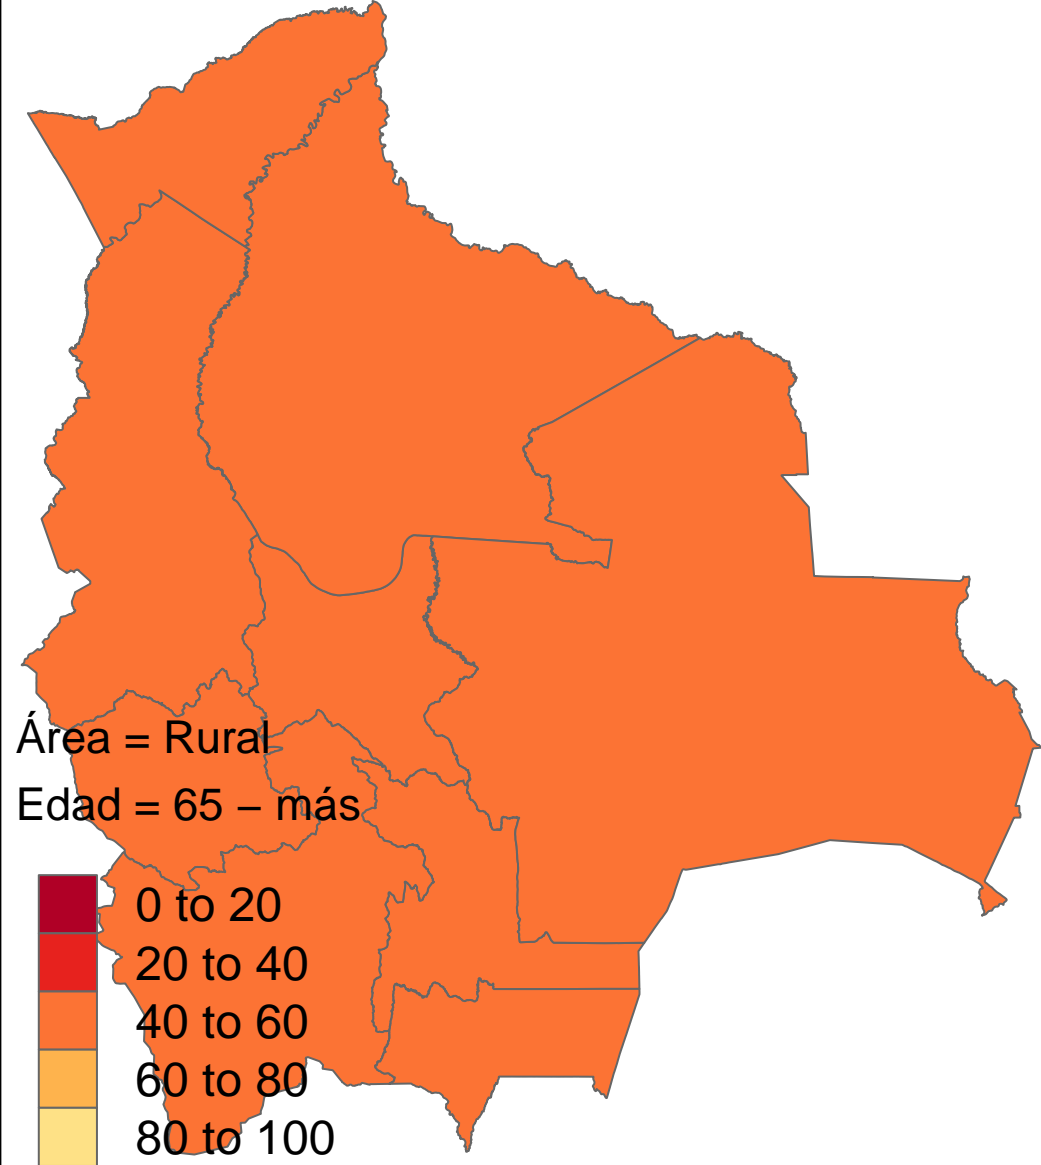 Área = Rural
Edad = 65 – más
0 to 20
20 to 40
40 to 60
60 to 80
80 to 100